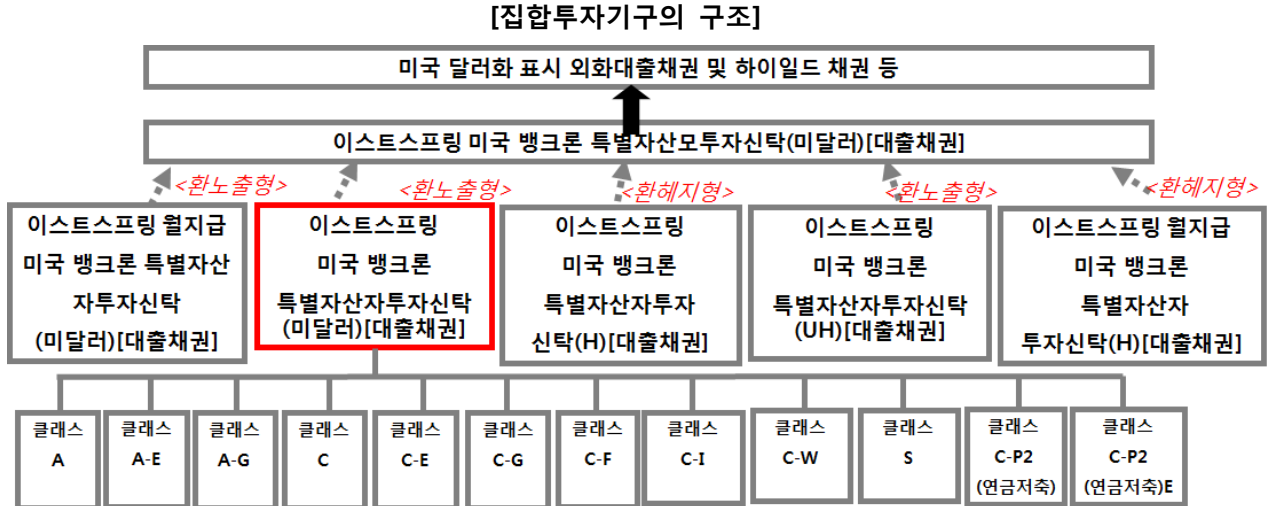 [집합투자기구의 구조]
미국 달러화 표시 외화대출채권 및 하이일드 채권 등
이스트스프링 미국 뱅크론 특별자산모투자신탁(미달러)[대출채권]
<환노출형>
<환노출형>
<환헤지형>
<환노출형>
<환헤지형>
이스트스프링 월지급
미국 뱅크론 특별자산
자투자신탁
(미달러)[대출채권]
이스트스프링
미국 뱅크론
특별자산자투자신탁
(미달러)[대출채권]
이스트스프링
미국 뱅크론
특별자산자투자
신탁(H)[대출채권]
이스트스프링
미국 뱅크론
특별자산자투자신탁
(UH)[대출채권]
이스트스프링 월지급
미국 뱅크론
특별자산자
투자신탁(H)[대출채권]
클래스
A
클래스
A-E
클래스
A-G
클래스
C
클래스
C-E
클래스
C-G
클래스
C-F
클래스
C-I
클래스
C-W
클래스
S
클래스
C-P2
(연금저축)
클래스
C-P2
(연금저축)E